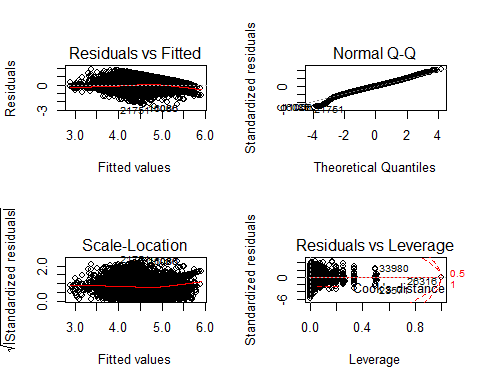 Residuals vs Fitted
Residuals
-3
0
3.0
4.0
5.0
6.0
Fitted values
Normal Q-Q
Standardized residuals
-3
0
21751
-4
-2
0
2
4
Theoretical Quantiles
Scale-Location
√|Standardized residuals|
0.0
2.0
3.0
4.0
5.0
6.0
Fitted values
Residuals vs Leverage
Standardized residuals
-6
0
33980
Cook's distance
0.5
1
0.0
0.4
0.8
Leverage